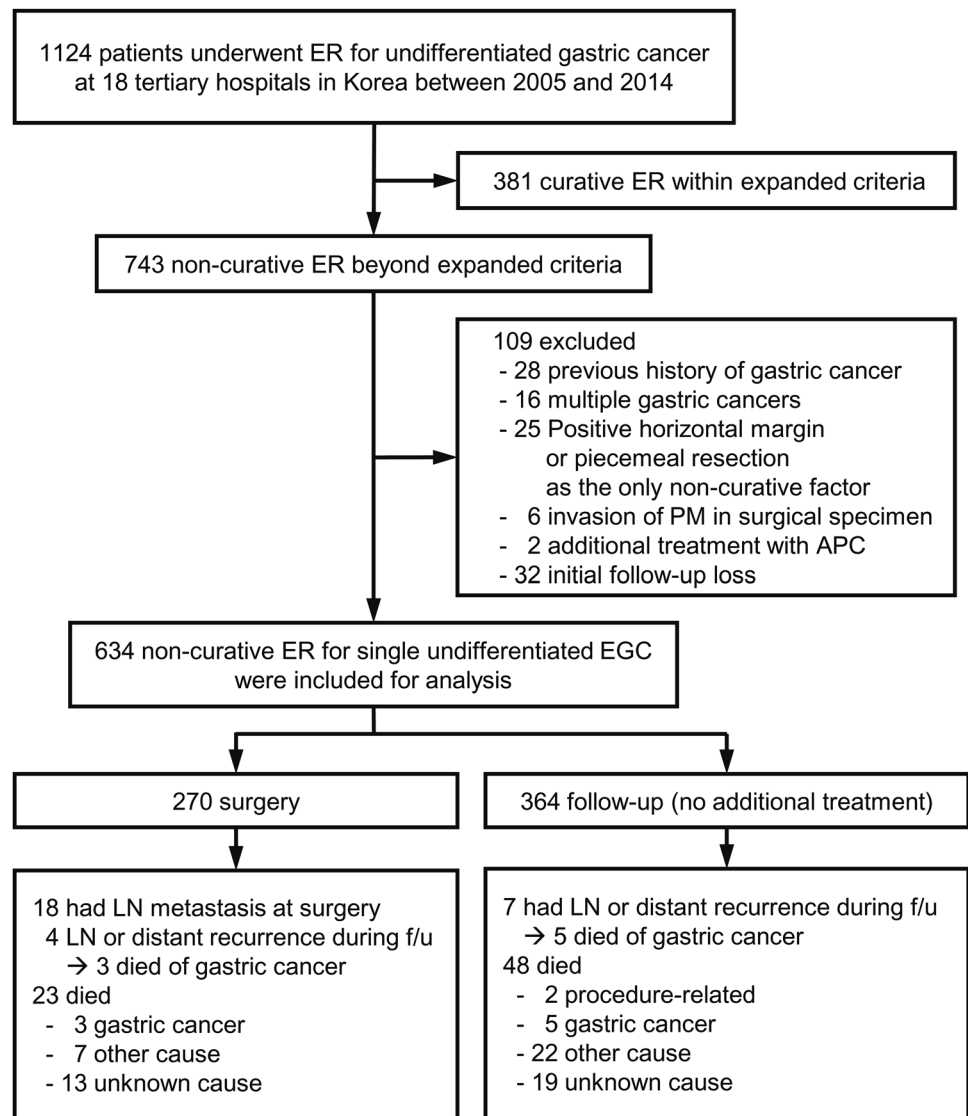 1124 patients underwent ER for undifferentiated gastric cancer
at 18 tertiary hospitals in Korea between 2005 and 2014
381 curative ER within expanded criteria
743 non-curative ER beyond expanded criteria
109 excluded
- 28 previous history of gastric cancer
- 16 multiple gastric cancers
- 25 Positive horizontal margin
or piecemeal resection
as the only non-curative factor
- 6 invasion of PM in surgical specimen
- 2 additional treatment with APC
- 32 initial follow-up loss
634 non-curative ER for single undifferentiated EGC
were included for analysis
270 surgery
364 follow-up (no additional treatment)
18 had LN metastasis at surgery
4 LN or distant recurrence during f/u
→ 3 died of gastric cancer
23 died
- 3 gastric cancer
- 7 other cause
- 13 unknown cause
7 had LN or distant recurrence during f/u
→ 5 died of gastric cancer
48 died
- 2 procedure-related
- 5 gastric cancer
- 22 other cause
- 19 unknown cause